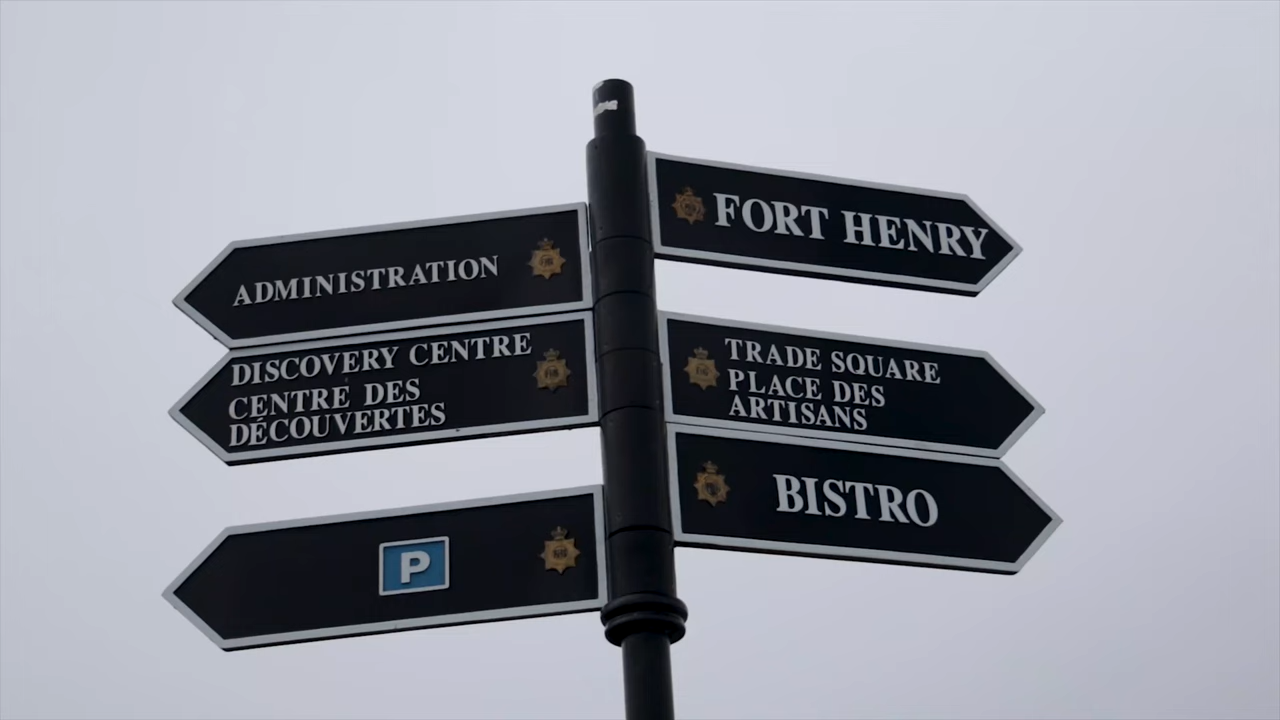 FORT HENRY
ADMINISTRATION
DISCOVERY CENTRE
CENTRE DES
DÉCOUVERTES
TRADE SQUARE
PLACE DES
ARTISANS
BISTRO
P